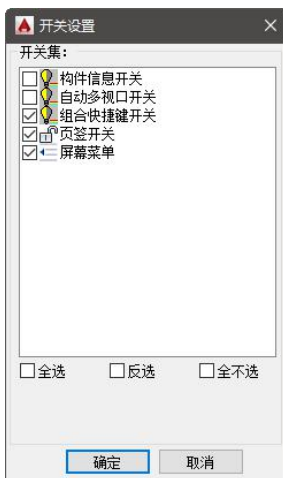 开关设置
开关集:
构件信息开关
自动多视口开关
组合快捷键开关
页签开关
屏幕菜单
全选 反选 全不选
确定 取消